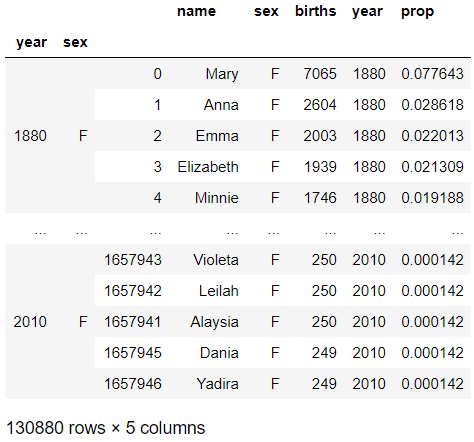 name sex births year prop
year sex
1880 F 0 Mary F 7065 1880 0.077643
1 Anna F 2604 1880 0.028618
2 Emma F 2003 1880 0.022013
3 Elizabeth F 1939 1880 0.021309
4 Minnie F 1746 1880 0.019188
... ... ... ... ... ... ... ...
2010 F 1657943 Violeta F 250 2010 0.000142
1657942 Leilah F 250 2010 0.000142
1657941 Alaysia F 250 2010 0.000142
1657945 Dania F 249 2010 0.000142
1657946 Yadira F 249 2010 0.000142
130880 rows × 5 columns